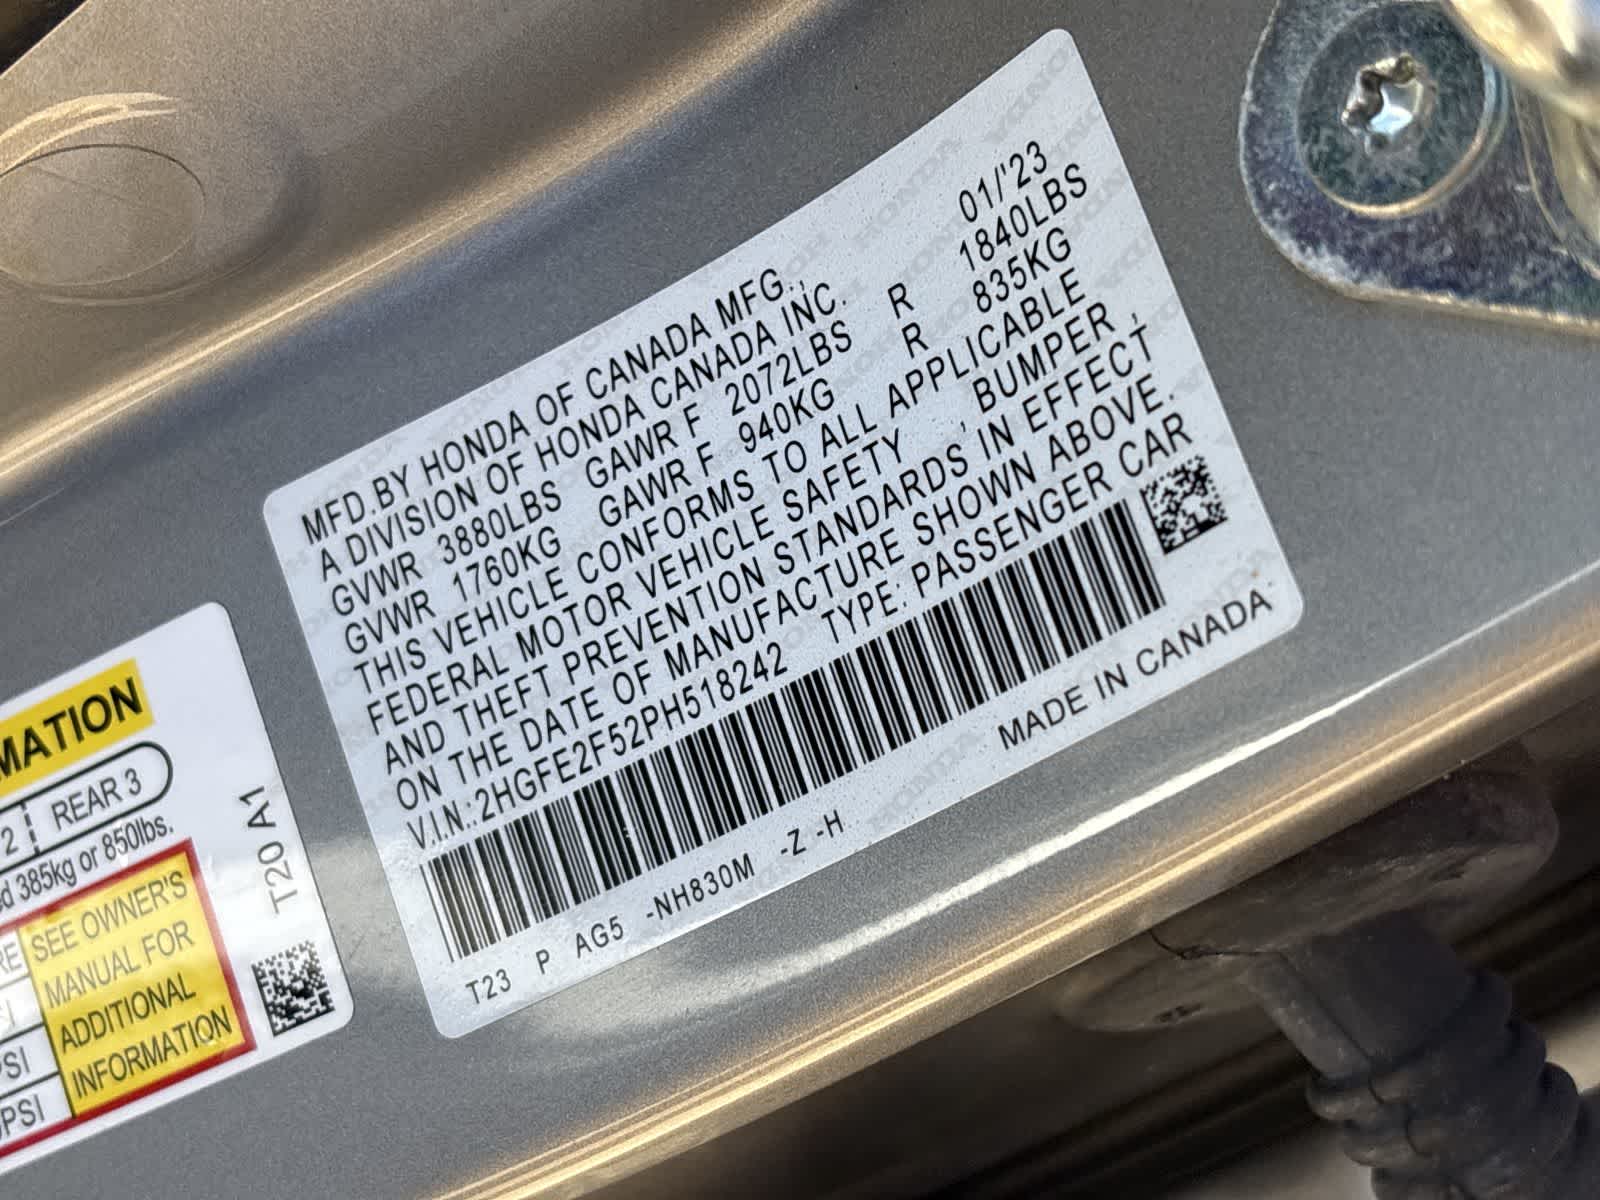 MFD.BY HONDA OF CANADA MFG.,
A DIVISION OF HONDA CANADA INC. 01/'23
GVWR 3880LBS GAWR F 2072LBS R 1840LBS
GVWR 1760KG GAWR F 940KG R 835KG
THIS VEHICLE CONFORMS TO ALL APPLICABLE
FEDERAL MOTOR VEHICLE SAFETY , BUMPER ,
AND THEFT PREVENTION STANDARDS IN EFFECT
ON THE DATE OF MANUFACTURE SHOWN ABOVE.
V.I.N.:2HGFE2F52PH518242 TYPE: PASSENGER CAR
MADE IN CANADA
T23 P AG5 -NH830M -Z -H
MATION
2 REAR 3
385kg or 850lbs.
SEE OWNER'S
MANUAL FOR
ADDITIONAL
INFORMATION
PSI
T20 A1